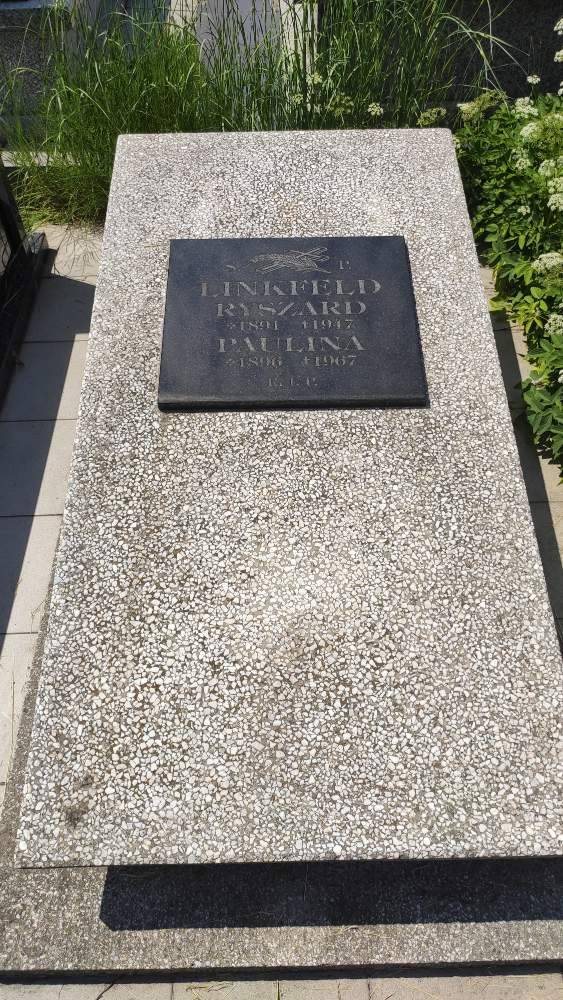 Ś. P.
LINKFELD
RYSZARD
*1891 †1947
PAULINA
*1896 †1967
R. I. P.